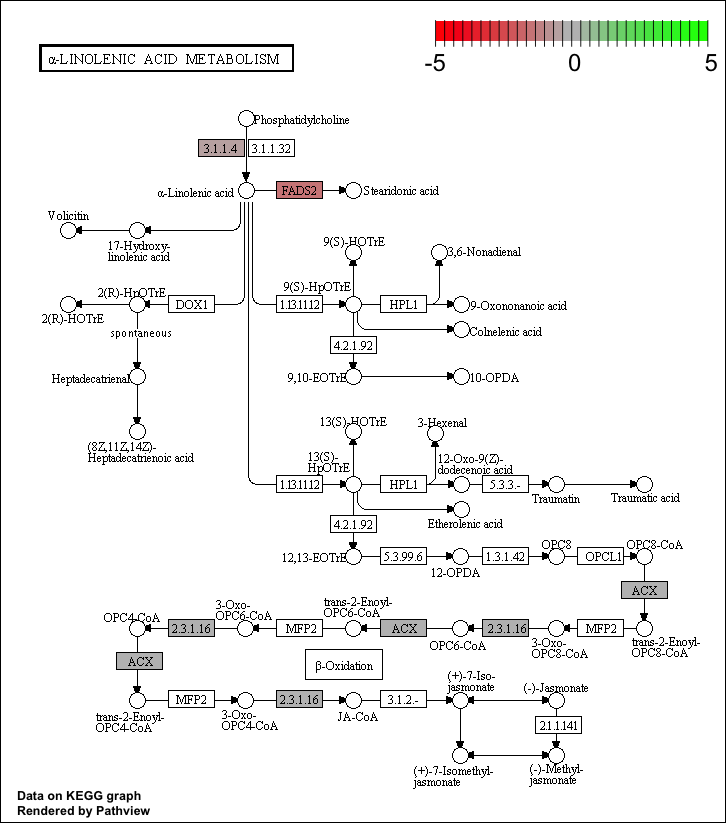 -5 0 5
α-LINOLENIC ACID METABOLISM
Phosphatidylcholine
3.1.1.4 3.1.1.32
α-Linolenic acid FADS2 Stearidonic acid
Volicitin
17-Hydroxy-
linolenic acid
9(S)-HOTrE
3,6-Nonadienal
2(R)-HpOTrE
DOX1
2(R)-HOTrE
9(S)-HpOTrE
1.13.1112
HPL1
9-Oxononanoic acid
spontaneous
Colnelenic acid
4.2.1.92
Heptadecatrienal
9,10-EOTrE
10-OPDA
(8Z,11Z,14Z)-
Heptadecatrienoic acid
13(S)-HOTrE
3-Hexenal
13(S)-
HpOTrE
12-Oxo-9(Z)-
dodecenoic acid
1.13.1112
HPL1
5.3.3.-
Traumatin
Traumatic acid
Etherolenic acid
4.2.1.92
12,13-EOTrE
5.3.99.6
12-OPDA
1.3.1.42
OPC8
OPCL1
OPC8-CoA
ACX
OPC4-CoA
2.3.1.16
3-Oxo-
OPC6-CoA
MFP2
trans-2-Enoyl-
OPC6-CoA
ACX
OPC6-CoA
2.3.1.16
3-Oxo-
OPC8-CoA
MFP2
trans-2-Enoyl-
OPC8-CoA
ACX
β-Oxidation
trans-2-Enoyl-
OPC4-CoA
MFP2
3-Oxo-
OPC4-CoA
2.3.1.16
JA-CoA
3.1.2.-
(+)-7-Iso-
jasmonate
(-)-Jasmonate
2.1.1.141
(+)-7-Isomethyl-
jasmonate
(-)-Methyl-
jasmonate
Data on KEGG graph
Rendered by Pathview